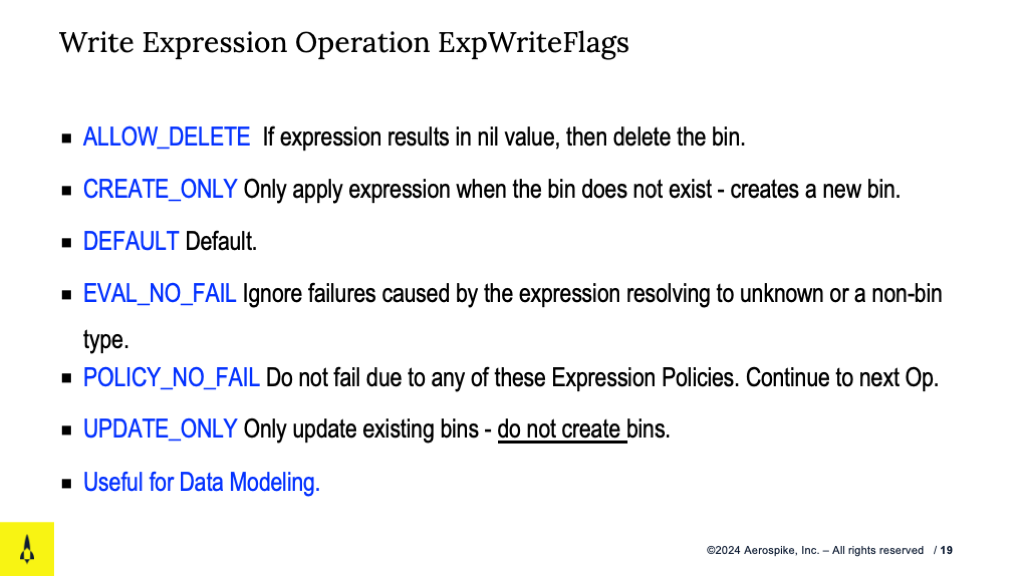 Write Expression Operation ExpWriteFlags
▪ ALLOW_DELETE If expression results in nil value, then delete the bin.
▪ CREATE_ONLY Only apply expression when the bin does not exist - creates a new bin.
▪ DEFAULT Default.
▪ EVAL_NO_FAIL Ignore failures caused by the expression resolving to unknown or a non-bin
type.
▪ POLICY_NO_FAIL Do not fail due to any of these Expression Policies. Continue to next Op.
▪ UPDATE_ONLY Only update existing bins - do not create bins.
▪ Useful for Data Modeling.
©2024 Aerospike, Inc. – All rights reserved / 19